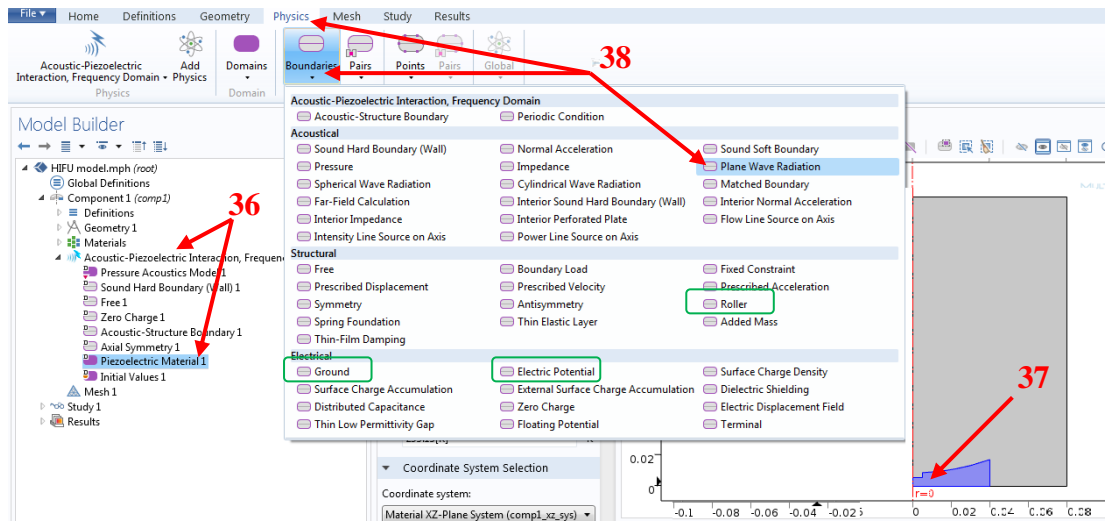 File Home Definitions Geometry Physics Mesh Study Results
Acoustic-Piezoelectric Interaction, Frequency Domain
Add Physics
Domains
Boundaries
Pairs
Points
Pairs
Global
38
Physics
Domain
Acoustic-Piezoelectric Interaction, Frequency Domain
Acoustic-Structure Boundary Periodic Condition
Acoustical
Sound Hard Boundary (Wall) Normal Acceleration Sound Soft Boundary
Pressure Impedance Plane Wave Radiation
Spherical Wave Radiation Cylindrical Wave Radiation Matched Boundary
Far-Field Calculation Interior Sound Hard Boundary (Wall) Interior Normal Acceleration
Interior Impedance Interior Perforated Plate Flow Line Source on Axis
Intensity Line Source on Axis Power Line Source on Axis
Structural
Free Boundary Load Fixed Constraint
Prescribed Displacement Prescribed Velocity Prescribed Acceleration
Symmetry Antisymmetry Roller
Spring Foundation Thin Elastic Layer Added Mass
Thin-Film Damping
Electrical
Ground Electric Potential Surface Charge Density
Surface Charge Accumulation External Surface Charge Accumulation Dielectric Shielding
Distributed Capacitance Zero Charge Electric Displacement Field
Thin Low Permittivity Gap Floating Potential Terminal
Model Builder
HIFU model.mph (root)
Global Definitions
Component 1 (comp1)
36
Definitions
Geometry 1
Materials
Acoustic-Piezoelectric Interaction, Frequen
Pressure Acoustics Model 1
Sound Hard Boundary (Wall) 1
Free 1
Zero Charge 1
Acoustic-Structure Boundary 1
Axial Symmetry 1
Piezoelectric Material 1
Initial Values 1
Mesh 1
Study 1
Results
Coordinate System Selection
Coordinate system:
Material XZ-Plane System (comp1_xz_sys)
37
0.02
0
r=0
-0.1 -0.08 -0.06 -0.04 -0.02 0 0.02 0.04 0.06 0.08